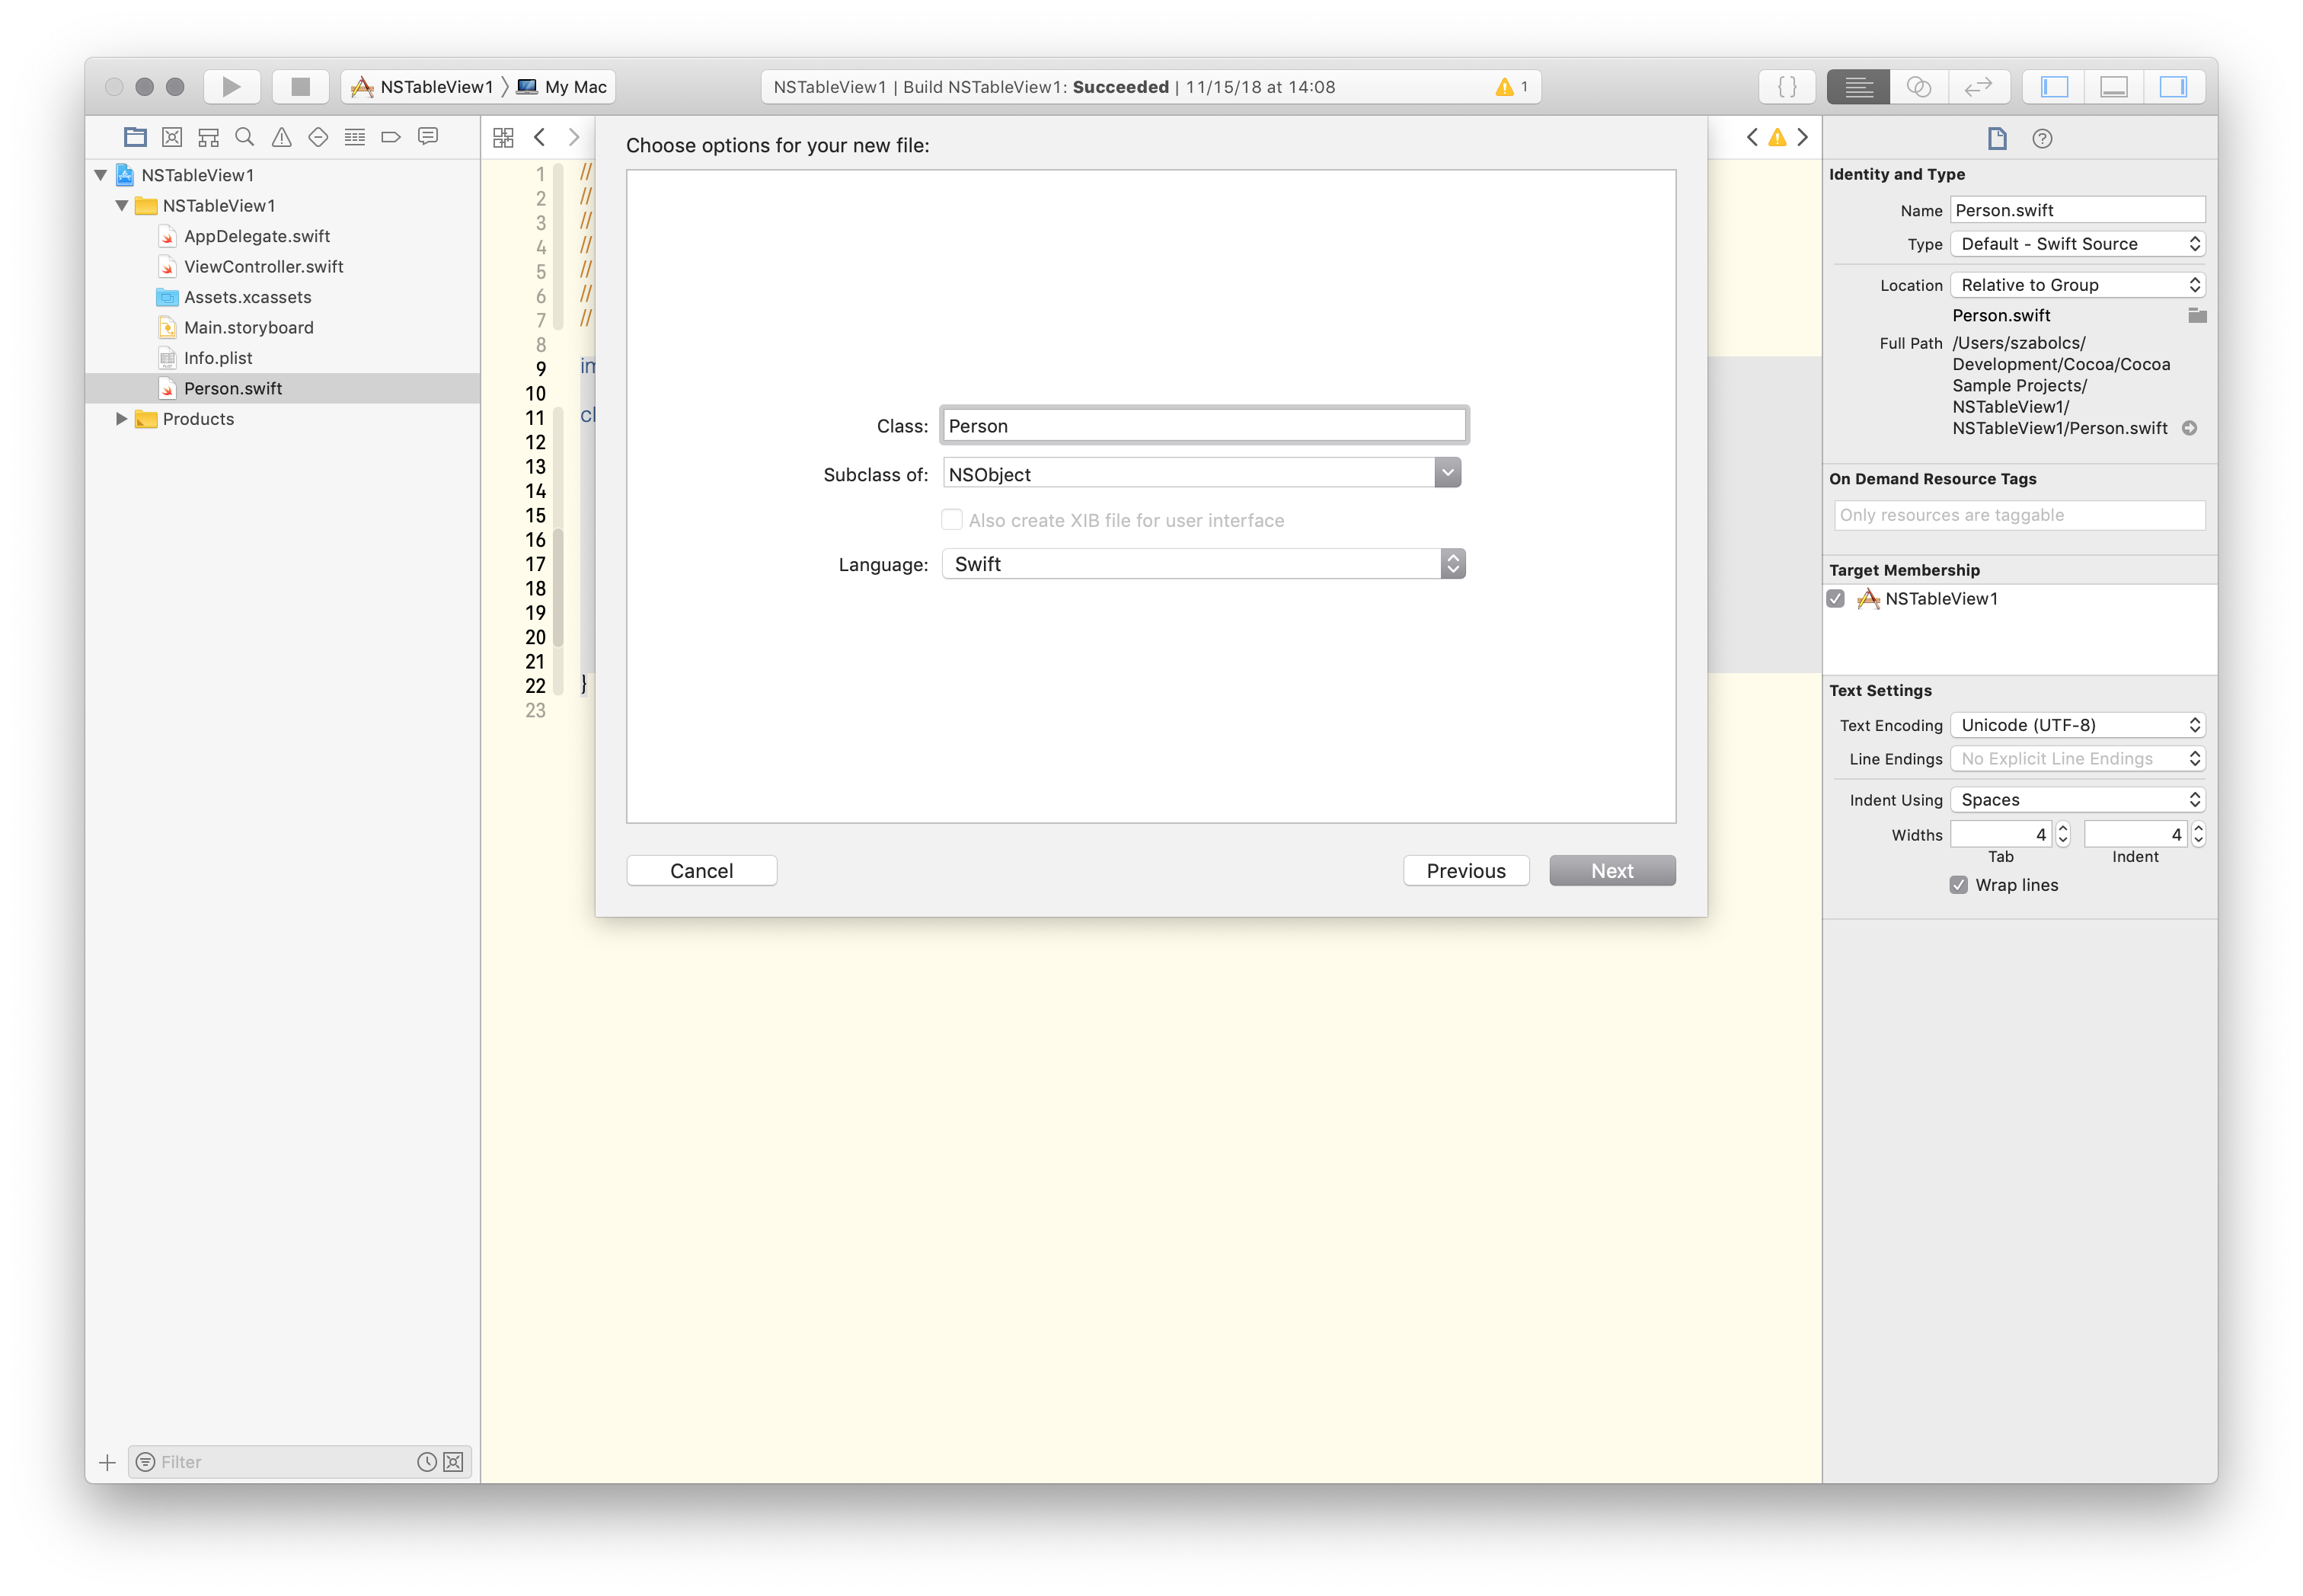 NSTableView1 My Mac
NSTableView1 | Build NSTableView1: Succeeded | 11/15/18 at 14:08
1
{ }
NSTableView1
NSTableView1
AppDelegate.swift
ViewController.swift
Assets.xcassets
Main.storyboard
Info.plist
Person.swift
Products
Filter
1 //
2 //
3 //
4 //
5 //
6 //
7 //
8
9 im
10
11 cl
12
13
14
15
16
17
18
19
20
21
22 }
23
Choose options for your new file:
Class: Person
Subclass of: NSObject
Also create XIB file for user interface
Language: Swift
Cancel
Previous
Next
Identity and Type
Name Person.swift
Type Default - Swift Source
Location Relative to Group
Person.swift
Full Path /Users/szabolcs/
Development/Cocoa/Cocoa
Sample Projects/
NSTableView1/
NSTableView1/Person.swift
On Demand Resource Tags
Only resources are taggable
Target Membership
NSTableView1
Text Settings
Text Encoding Unicode (UTF-8)
Line Endings No Explicit Line Endings
Indent Using Spaces
Widths 4 4
Tab Indent
Wrap lines